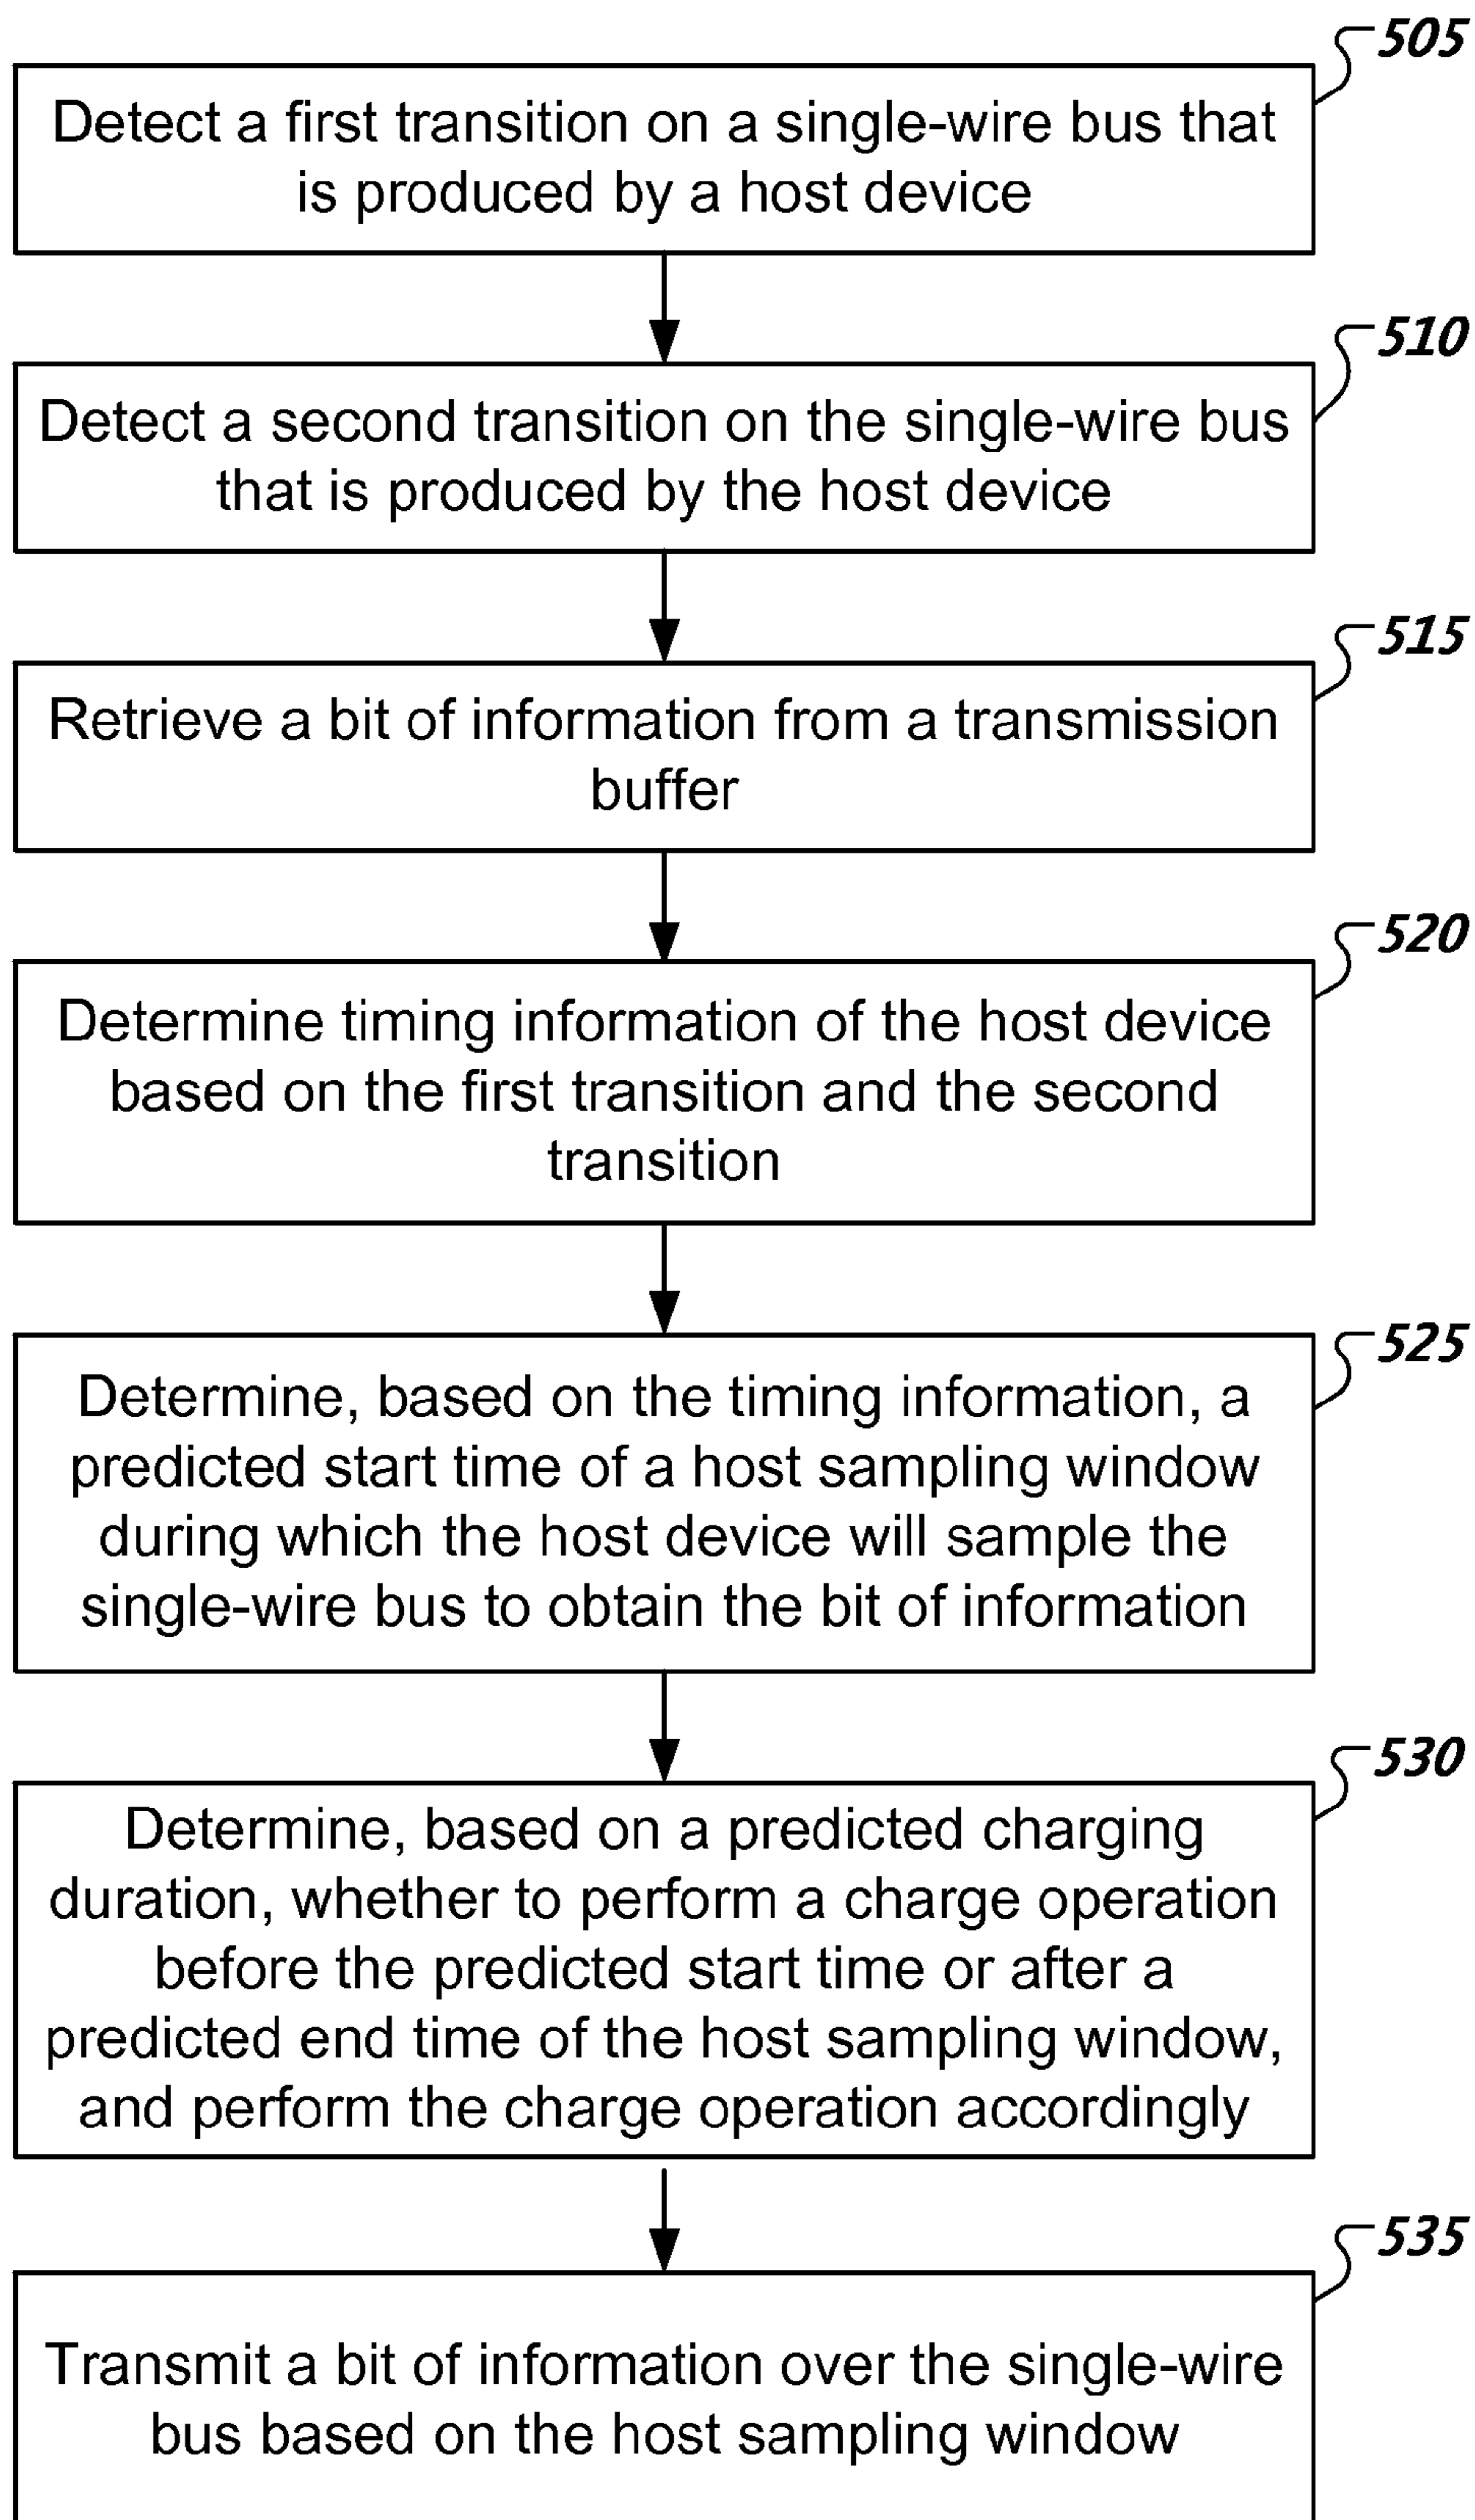 505
Detect a first transition on a single-wire bus that
is produced by a host device
510
Detect a second transition on the single-wire bus
that is produced by the host device
515
Retrieve a bit of information from a transmission
buffer
520
Determine timing information of the host device
based on the first transition and the second
transition
525
Determine, based on the timing information, a
predicted start time of a host sampling window
during which the host device will sample the
single-wire bus to obtain the bit of information
530
Determine, based on a predicted charging
duration, whether to perform a charge operation
before the predicted start time or after a
predicted end time of the host sampling window,
and perform the charge operation accordingly
535
Transmit a bit of information over the single-wire
bus based on the host sampling window